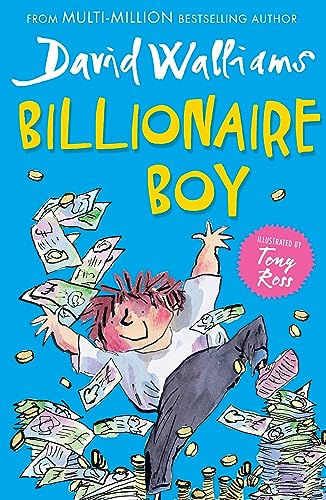 FROM MULTI-MILLION BESTSELLING AUTHOR
David Walliams
BILLIONAIRE
BOY
ILLUSTRATED BY
Tony
Ross